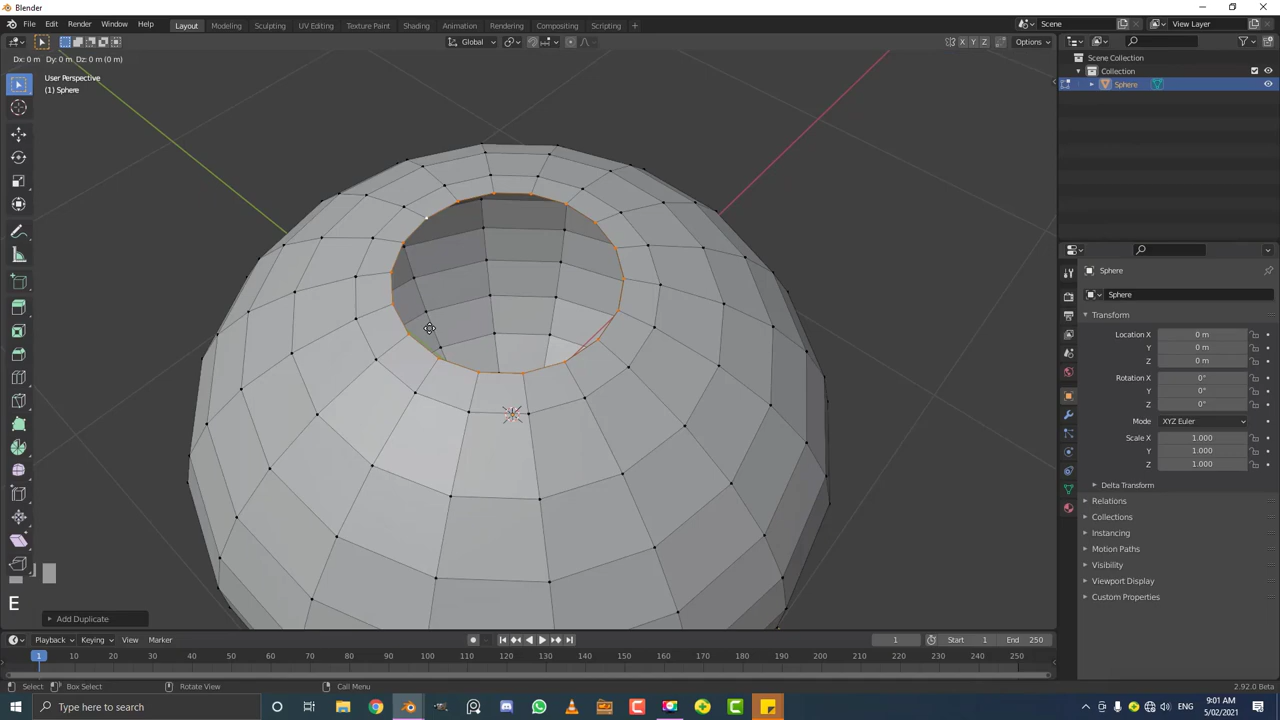 Blender
File Edit Render Window Help Layout Modeling Sculpting UV Editing Texture Paint Shading Animation Rendering Compositing Scripting + Scene View Layer
Global X Y Z Options
Dx: 0 m Dy: 0 m Dz: 0 m (0 m)
User Perspective
(1) Sphere
Scene Collection
Collection
Sphere
Sphere
Sphere
Transform
Location X 0 m
Y 0 m
Z 0 m
Rotation X 0°
Y 0°
Z 0°
Mode XYZ Euler
Scale X 1.000
Y 1.000
Z 1.000
Delta Transform
Relations
Collections
Instancing
Motion Paths
Visibility
Viewport Display
Custom Properties
E
Add Duplicate
Playback Keying View Marker 1 Start 1 End 250
1 10 20 30 40 50 60 70 80 90 100 110 120 130 140 150 160 170 180 190 200 210 220 230 240 250
Select Box Select Rotate View Call Menu 2.92.0 Beta
Type here to search
ENG
9:01 AM
5/02/2021